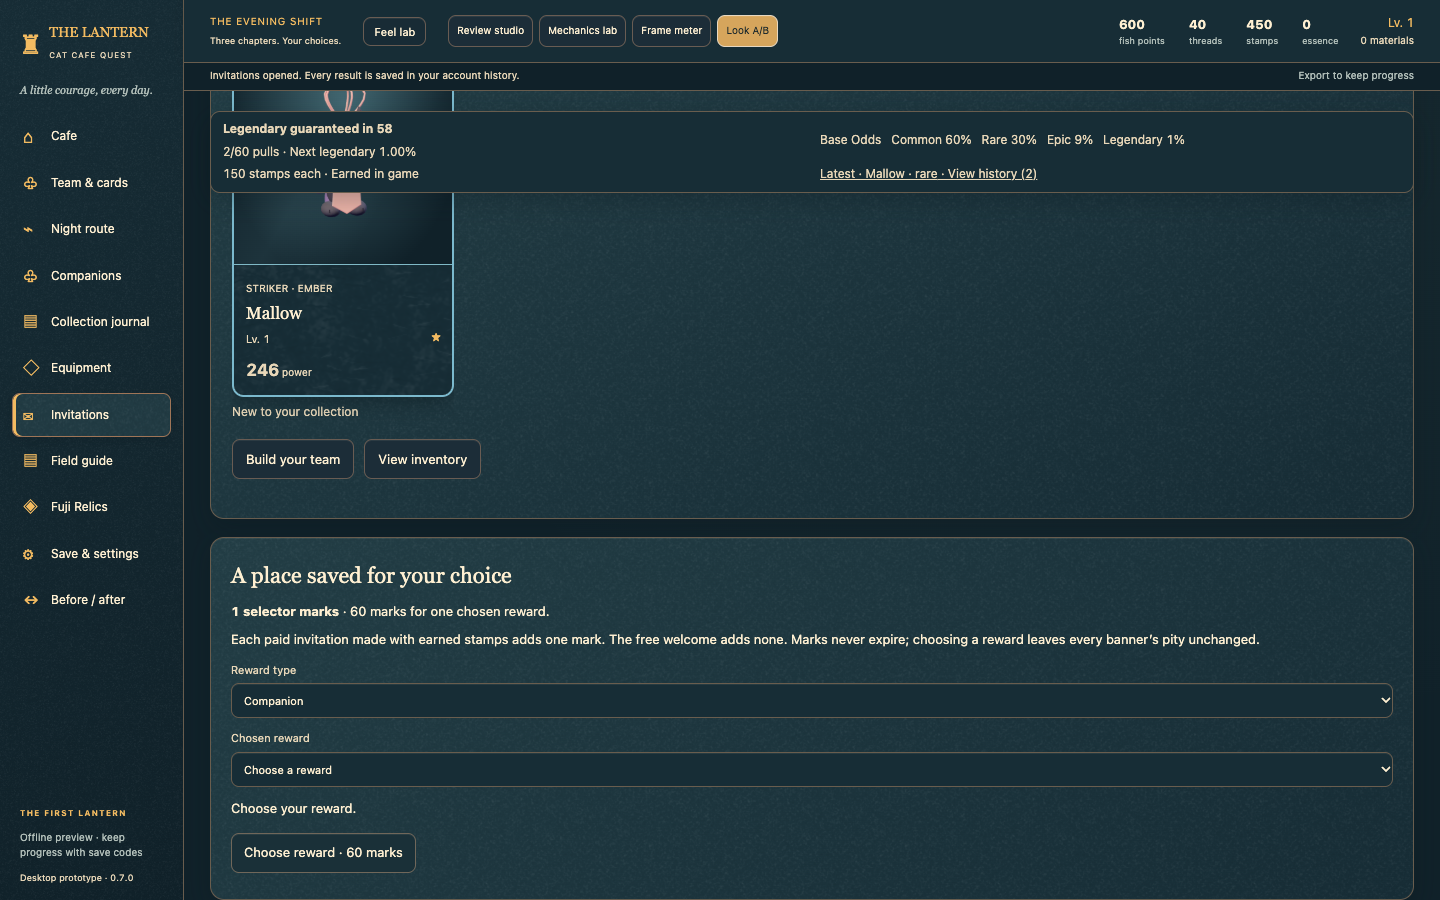 THE LANTERN
CAT CAFE QUEST
A little courage, every day.
Cafe
Team & cards
Night route
Companions
Collection journal
Equipment
Invitations
Field guide
Fuji Relics
Save & settings
Before / after
THE FIRST LANTERN
Offline preview · keep
progress with save codes
Desktop prototype · 0.7.0
THE EVENING SHIFT
Three chapters. Your choices.
Feel lab
Review studio
Mechanics lab
Frame meter
Look A/B
600 fish points
40 threads
450 stamps
0 essence
Lv. 1
0 materials
Invitations opened. Every result is saved in your account history.
Export to keep progress
Legendary guaranteed in 58
2/60 pulls · Next legendary 1.00%
150 stamps each · Earned in game
Base Odds Common 60% Rare 30% Epic 9% Legendary 1%
Latest · Mallow · rare · View history (2)
STRIKER · EMBER
Mallow
Lv. 1
246 power
New to your collection
Build your team
View inventory
A place saved for your choice
1 selector marks · 60 marks for one chosen reward.
Each paid invitation made with earned stamps adds one mark. The free welcome adds none. Marks never expire; choosing a reward leaves every banner's pity unchanged.
Reward type
Companion
Chosen reward
Choose a reward
Choose your reward.
Choose reward · 60 marks